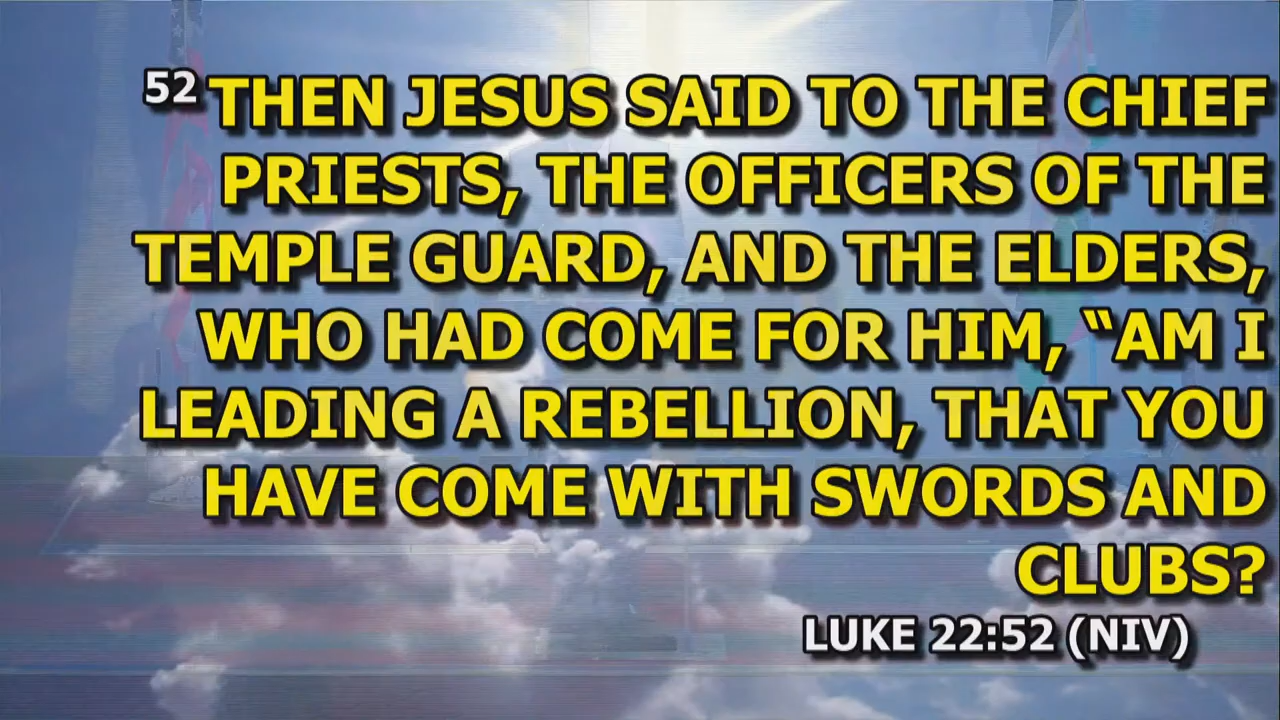 52 THEN JESUS SAID TO THE CHIEF
PRIESTS, THE OFFICERS OF THE
TEMPLE GUARD, AND THE ELDERS,
WHO HAD COME FOR HIM, “AM I
LEADING A REBELLION, THAT YOU
HAVE COME WITH SWORDS AND
CLUBS?
LUKE 22:52 (NIV)